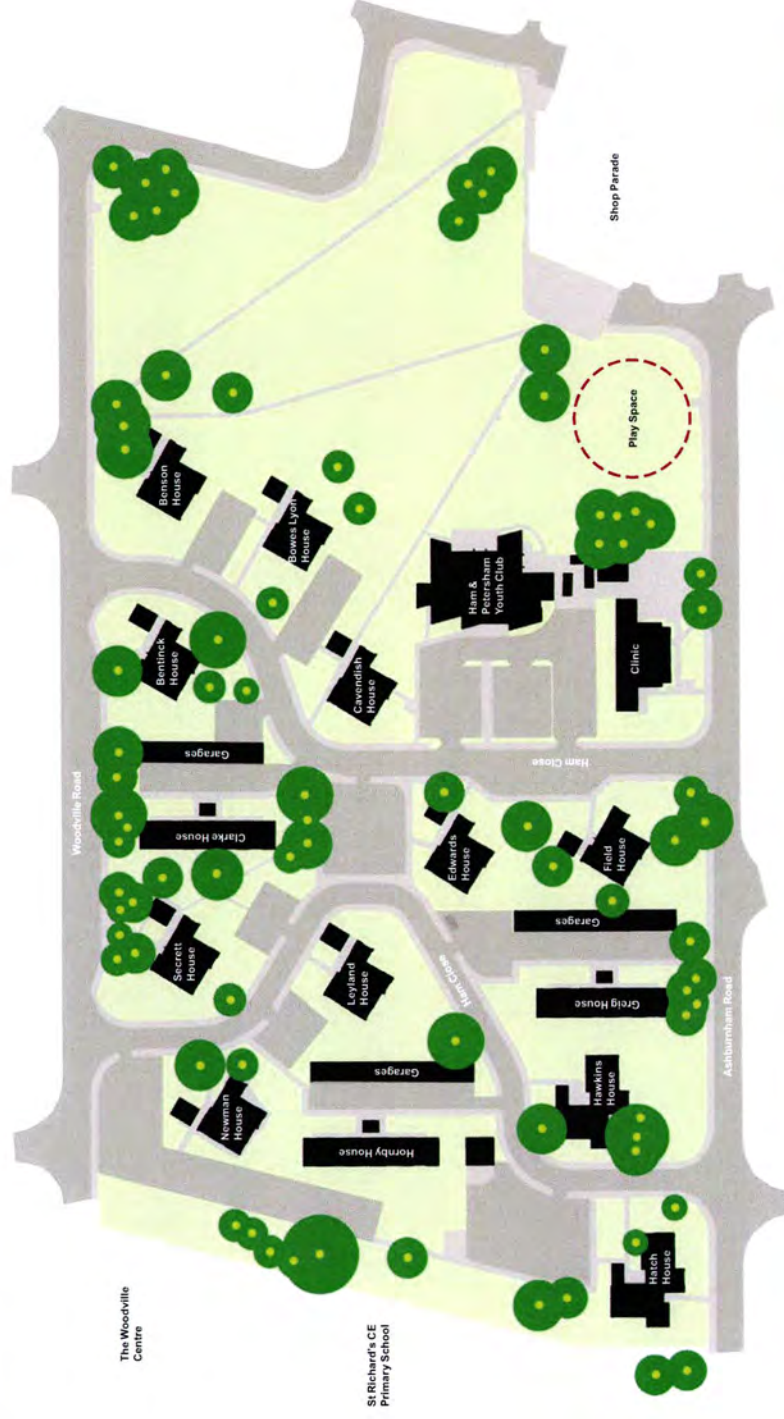 The Woodville
Centre
St Richard's CE
Primary School
Woodville Road
Newman
House
Secrett
House
Clarke House
Garages
Bentinck
House
Benson
House
Bowes Lyon
House
Cavendish
House
Leyland
House
Garages
Hornby House
Ham Close
Edwards
House
Ham Close
Field
House
Garages
Greig House
Hawkins
House
Hatch
House
Ham &
Petersham
Youth Club
Clinic
Play Space
Shop Parade
Ashburnham Road